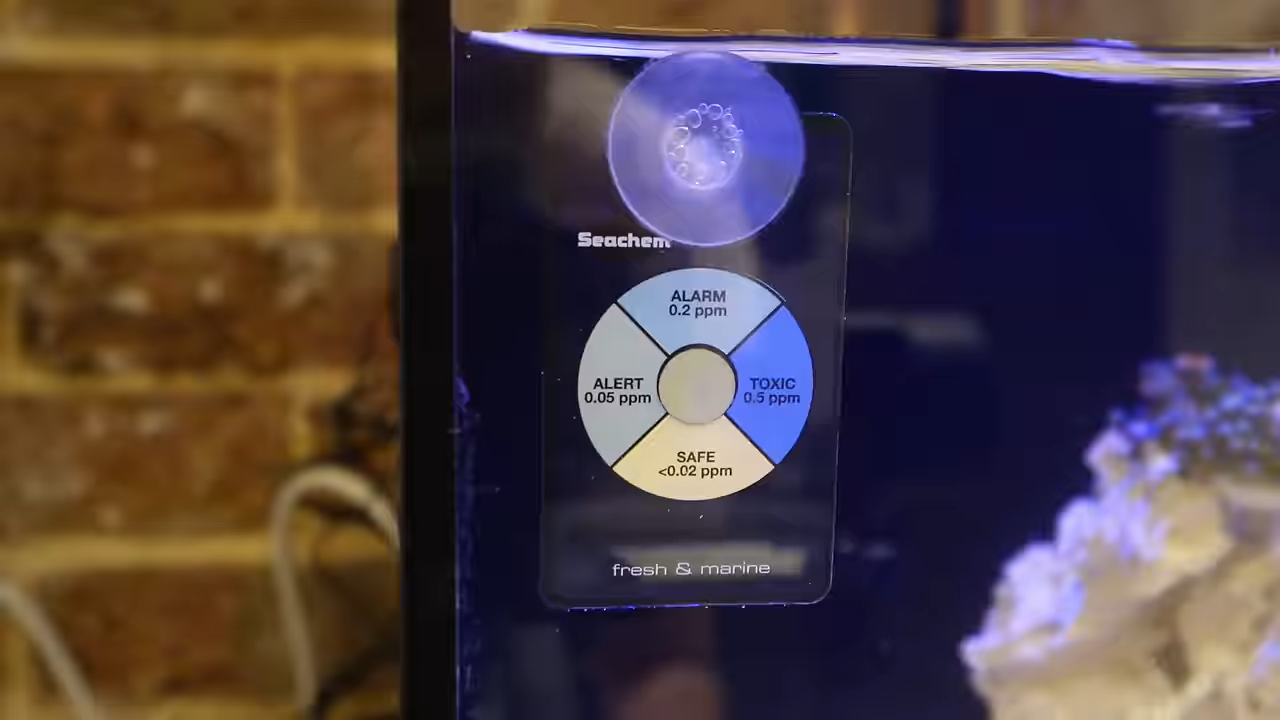 Seachem
ALARM
0.2 ppm
ALERT
0.05 ppm
TOXIC
0.5 ppm
SAFE
<0.02 ppm
fresh & marine